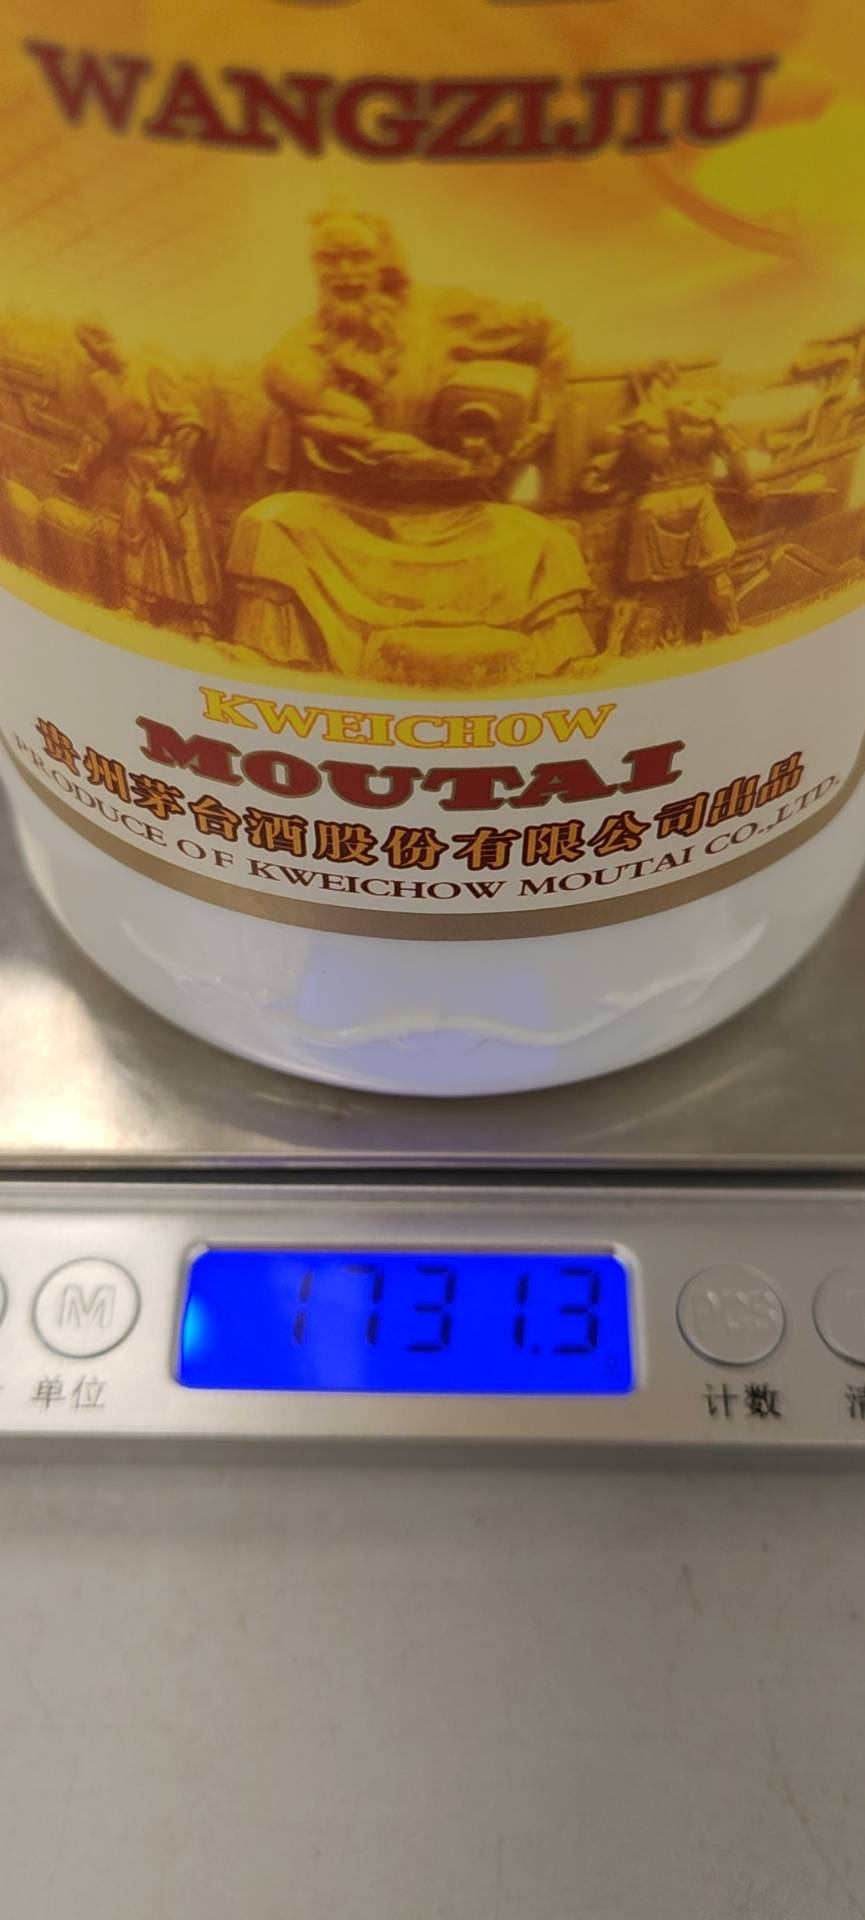 WANGZIJIU
KWEICHOW
MOUTAI
贵州茅台酒股份有限公司出品
PRODUCE OF KWEICHOW MOUTAI CO.,LTD.
M
1731.3
PCS
单位
计数